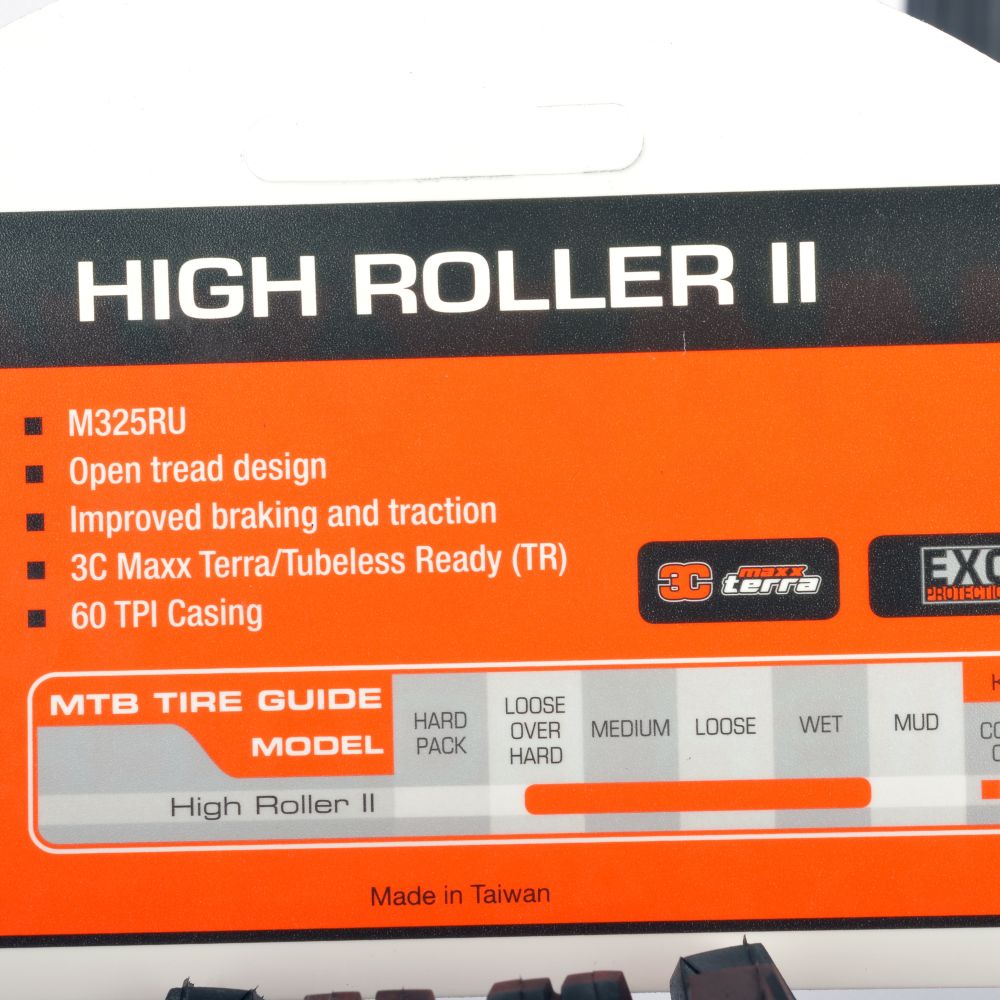 HIGH ROLLER II
M325RU
Open tread design
Improved braking and traction
3C Maxx Terra/Tubeless Ready (TR)
60 TPI Casing
3C maxx terra
MTB TIRE GUIDE
MODEL
HARD PACK
LOOSE OVER HARD
MEDIUM
LOOSE
WET
MUD
High Roller II
Made in Taiwan